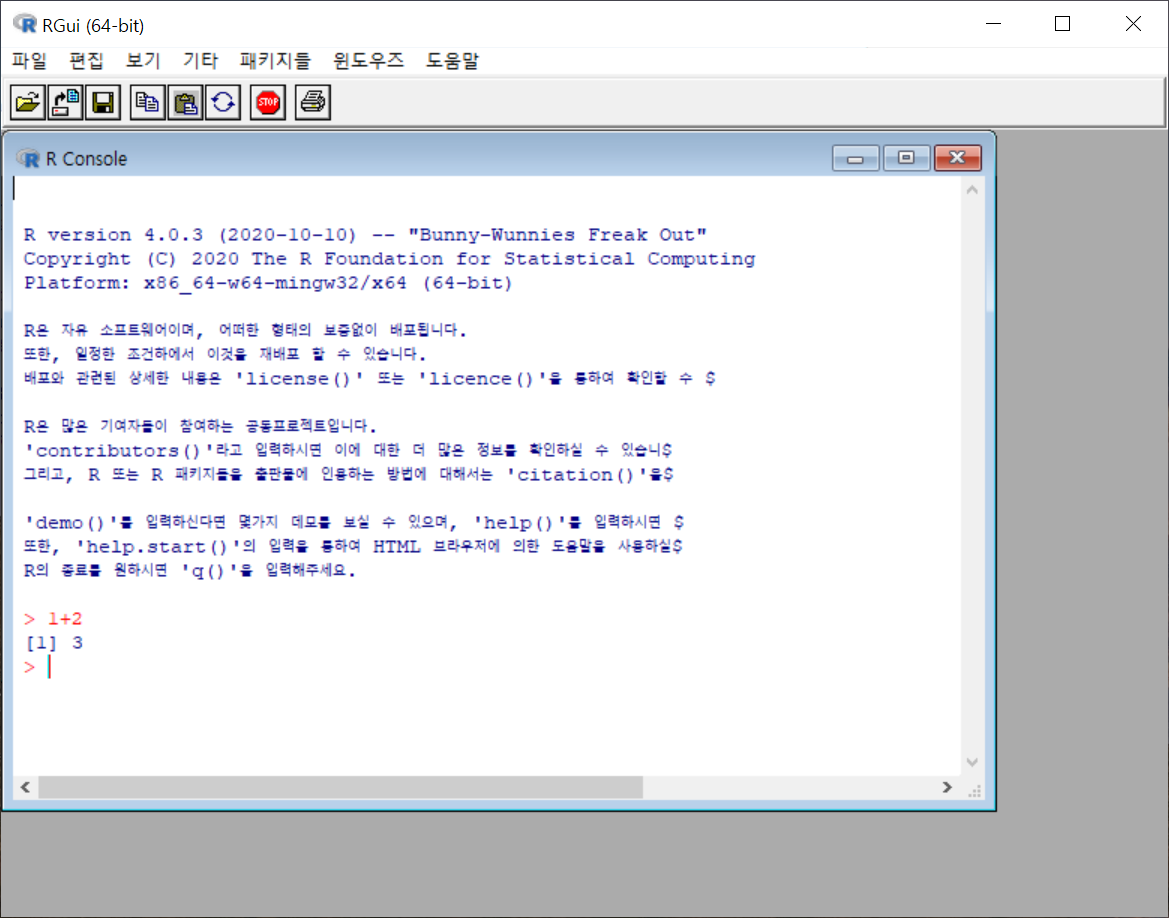 RGui (64-bit)
파일 편집 보기 기타 패키지들 윈도우즈 도움말
STOP
R Console
R version 4.0.3 (2020-10-10) -- "Bunny-Wunnies Freak Out"
Copyright (C) 2020 The R Foundation for Statistical Computing
Platform: x86_64-w64-mingw32/x64 (64-bit)
R은 자유 소프트웨어이며, 어떠한 형태의 보증없이 배포됩니다.
또한, 일정한 조건하에서 이것을 재배포 할 수 있습니다.
배포와 관련된 상세한 내용은 'license()' 또는 'licence()'을 통하여 확인할 수 $
R은 많은 기여자들이 참여하는 공동프로젝트입니다.
'contributors()'라고 입력하시면 이에 대한 더 많은 정보를 확인하실 수 있습니$
그리고, R 또는 R 패키지들을 출판물에 인용하는 방법에 대해서는 'citation()'을$
'demo()'를 입력하신다면 몇가지 데모를 보실 수 있으며, 'help()'를 입력하시면 $
또한, 'help.start()'의 입력을 통하여 HTML 브라우저에 의한 도움말을 사용하실$
R의 종료를 원하시면 'q()'을 입력해주세요.
> 1+2
[1] 3
>